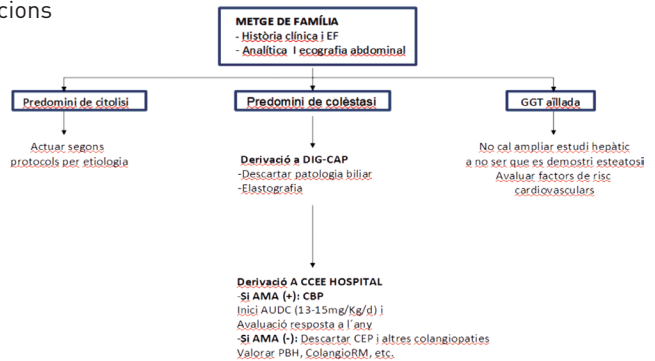 cions
METGE DE FAMÍLIA
- Història clínica i EF
- Analítica I ecografia abdominal
Predomini de citolisi
Predomini de colèstasi
GGT aïllada
Actuar segons
protocols per etiologia
Derivació a DIG-CAP
-Descartar patologia biliar
-Elastografia
No cal ampliar estudi hepàtic
a no ser que es demostri esteatosi
Avaluar factors de risc
cardiovasculars
Derivació A CCEE HOSPITAL
-Si AMA (+): CBP
Inici AUDC (13-15mg/Kg/d) i
Avaluació resposta a l´any
-Si AMA (-): Descartar CEP i altres colangiopaties
Valorar PBH, ColangioRM, etc.